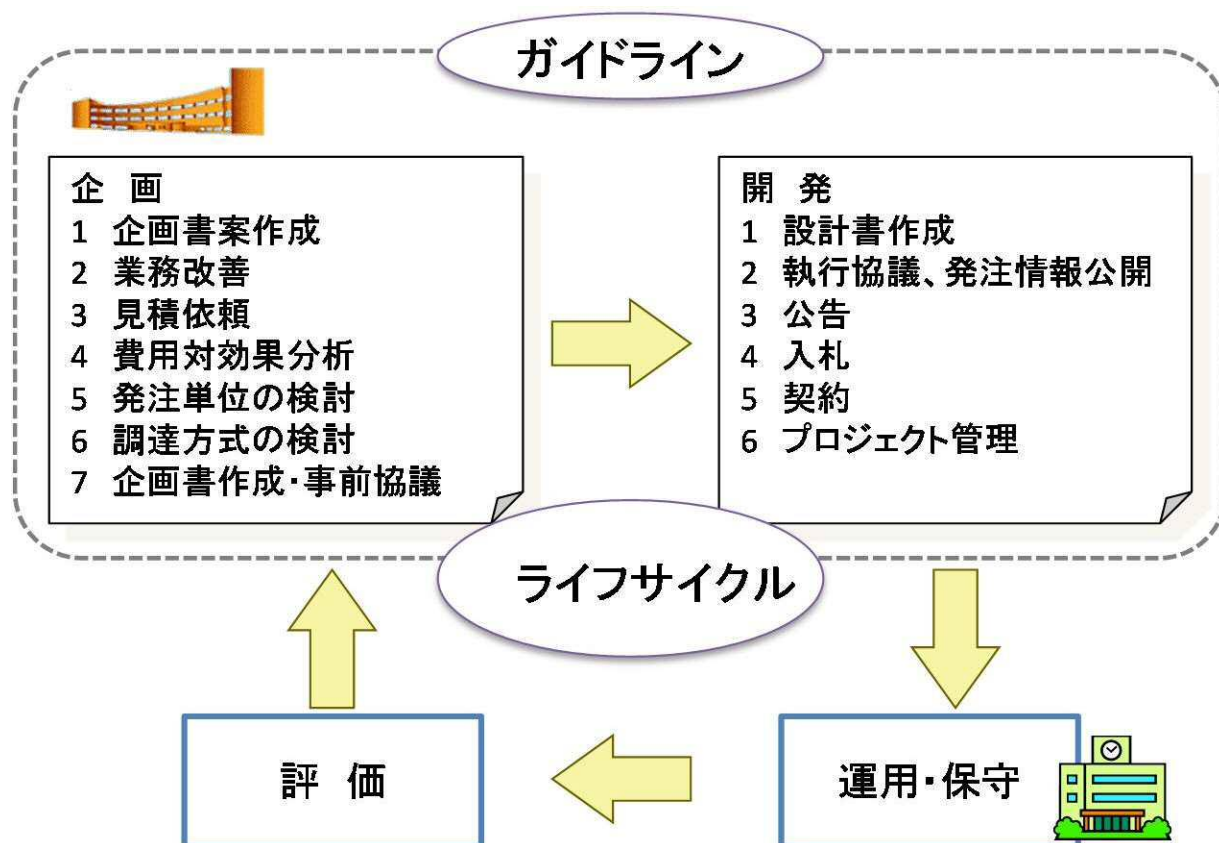 ガイドライン
企 画
1 企画書案作成
2 業務改善
3 見積依頼
4 費用対効果分析
5 発注単位の検討
6 調達方式の検討
7 企画書作成・事前協議
開 発
1 設計書作成
2 執行協議、発注情報公開
3 公告
4 入札
5 契約
6 プロジェクト管理
ライフサイクル
評 価
運用・保守